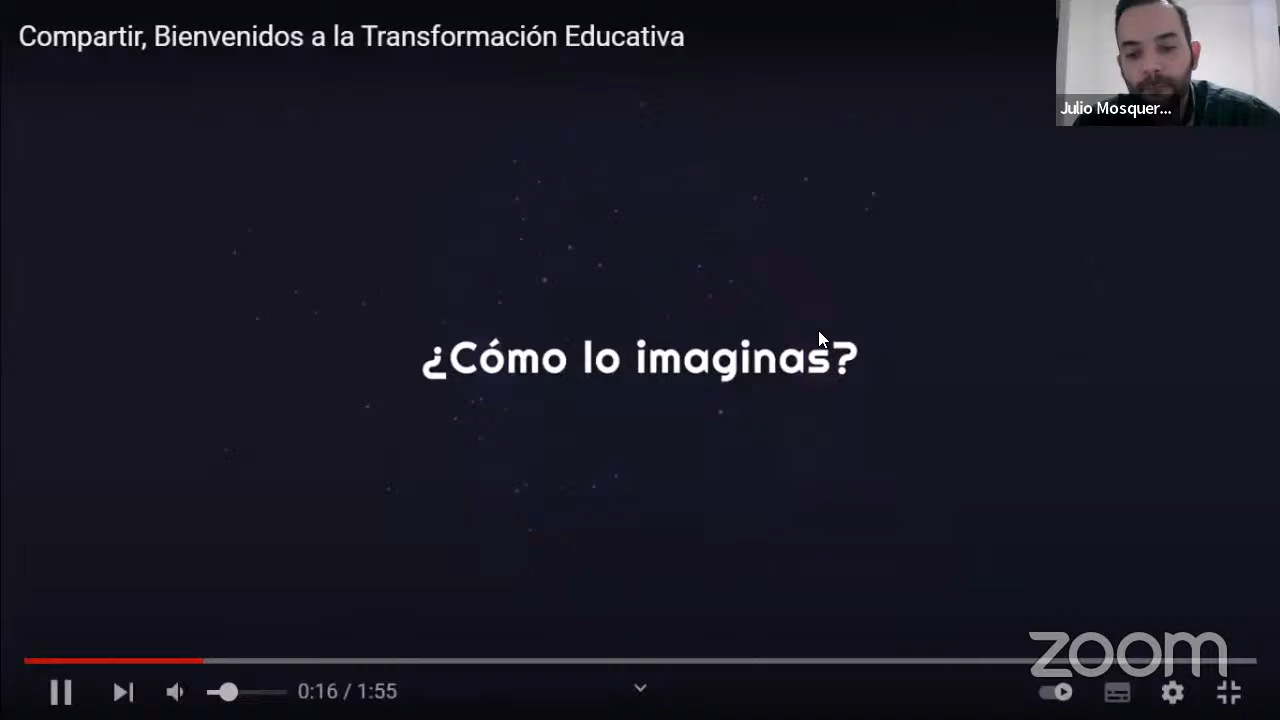 Compartir, Bienvenidos a la Transformación Educativa
Julio Mosquer...
¿Cómo lo imaginas?
zoom
0:16 / 1:55